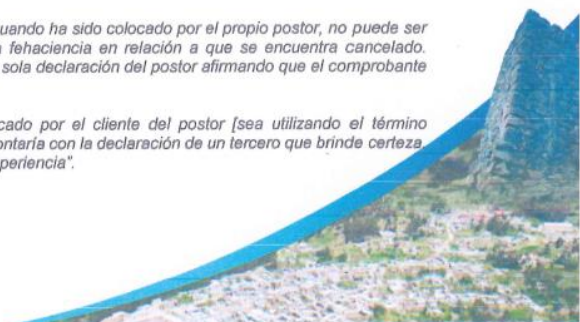 uando ha sido colocado por el propio postor, no puede ser
fehaciencia en relación a que se encuentra cancelado.
sola declaración del postor afirmando que el comprobante
cado por el cliente del postor [sea utilizando el término
ontaría con la declaración de un tercero que brinde certeza,
periencia".